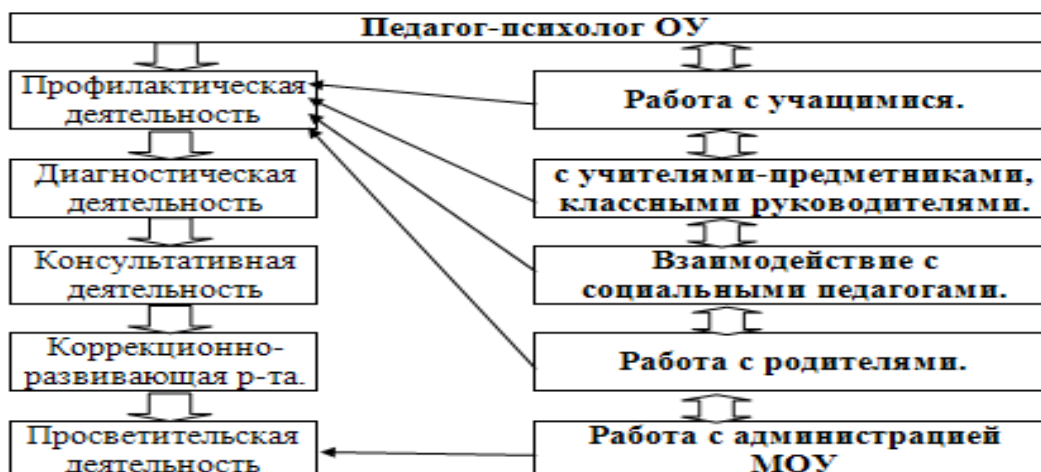 Педагог-психолог ОУ
Профилактическая
деятельность
Работа с учащимися.
Диагностическая
деятельность
с учителями-предметниками,
классными руководителями.
Консультативная
деятельность
Взаимодействие с
социальными педагогами.
Коррекционно-
развивающая р-та.
Работа с родителями.
Просветительская
деятельность
Работа с администрацией
МОУ